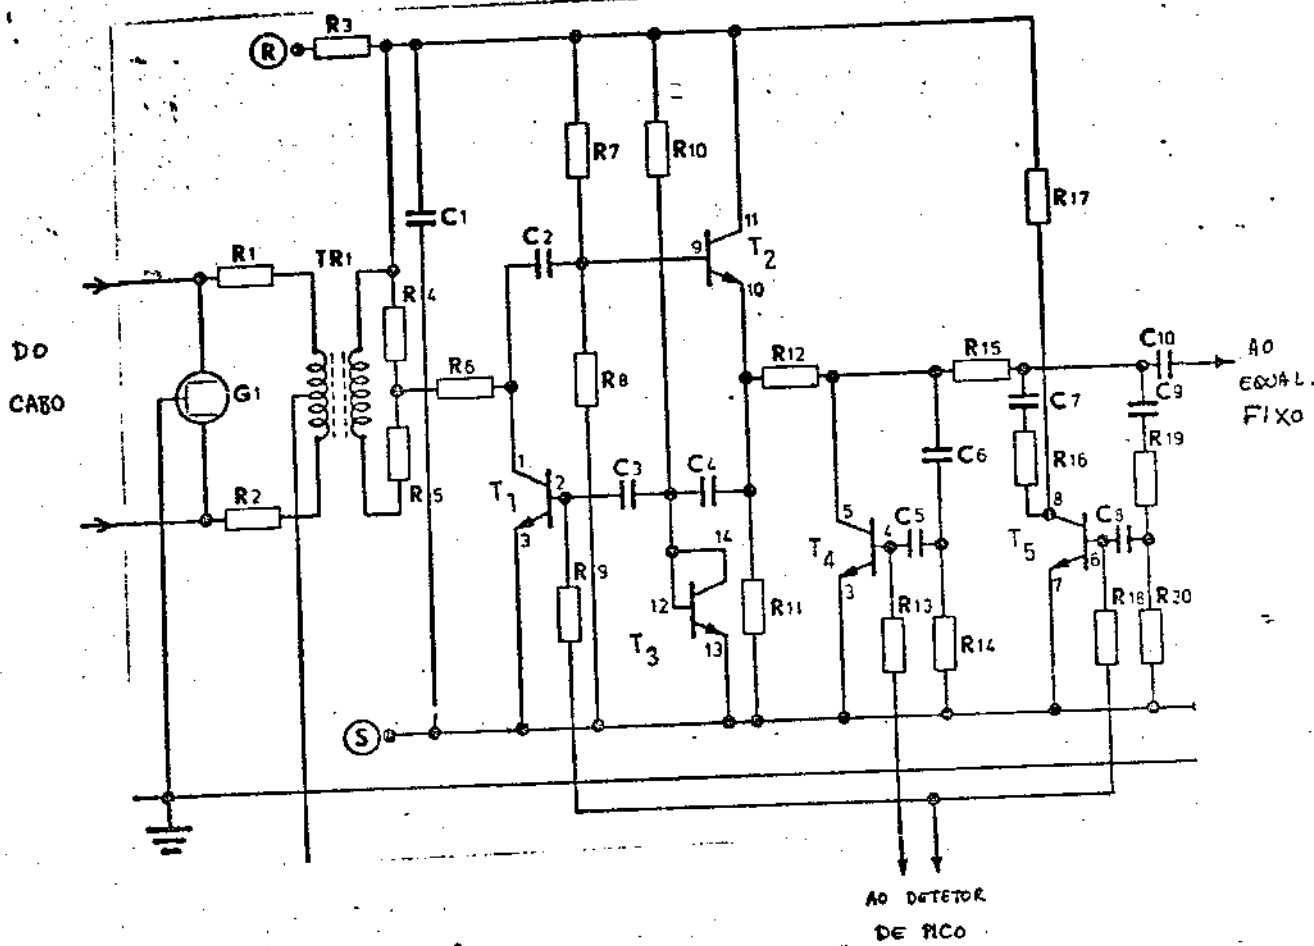 R3
R
R7
R10
R17
C1
11
C2
9
T2
10
R1
TR1
R4
DO
CABO
G1
R6
R8
R12
R15
C10
AO
EQUAL.
FIXO
C9
C7
R19
R16
C6
R2
R5
1
T1
2
3
C3
C4
R9
14
12
T3
13
R11
5
T4
4
C5
3
R13
R14
8
T5
C8
6
7
R18
R20
S
AO DETETOR
DE PICO